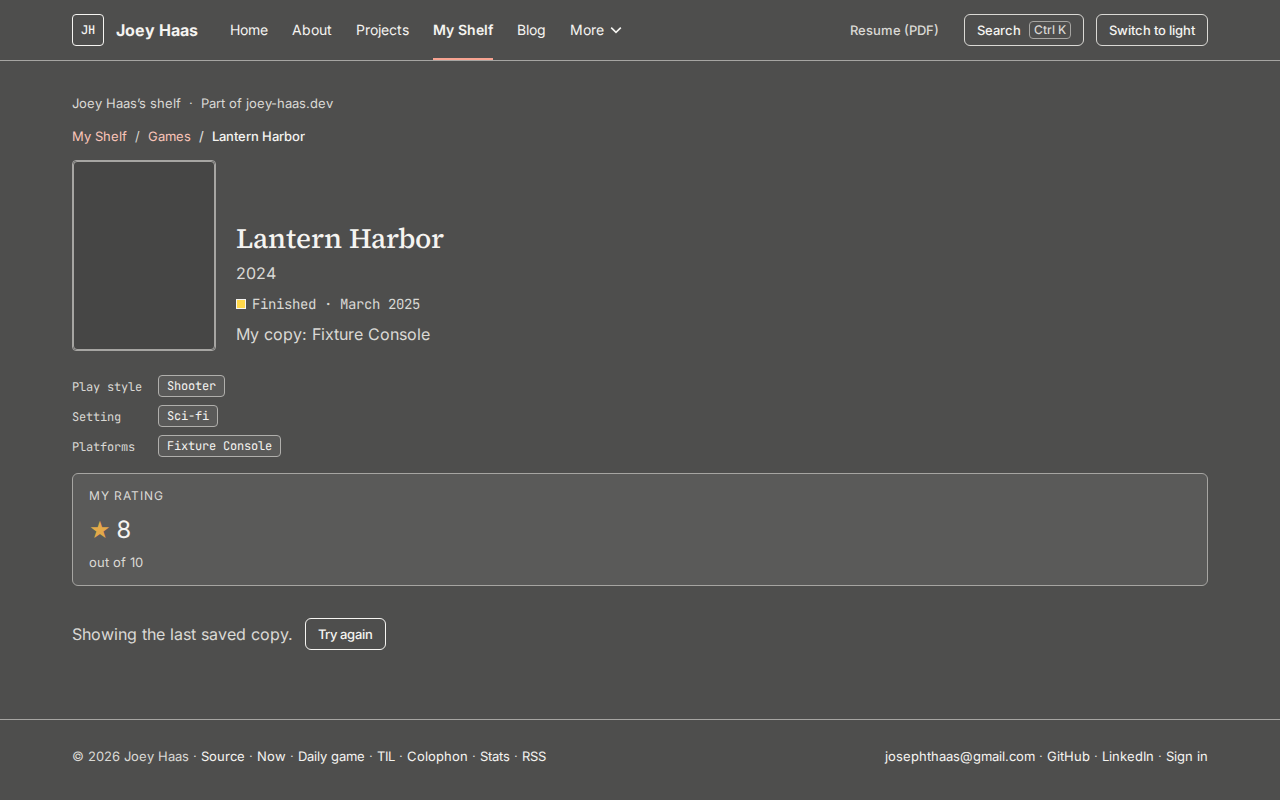 JH Joey Haas Home About Projects My Shelf Blog More Resume (PDF) Search Ctrl K Switch to light
Joey Haas’s shelf · Part of joey-haas.dev
My Shelf / Games / Lantern Harbor
Lantern Harbor
2024
Finished · March 2025
My copy: Fixture Console
Play style Shooter
Setting Sci-fi
Platforms Fixture Console
MY RATING
★ 8
out of 10
Showing the last saved copy. Try again
© 2026 Joey Haas · Source · Now · Daily game · TIL · Colophon · Stats · RSS josephthaas@gmail.com · GitHub · LinkedIn · Sign in